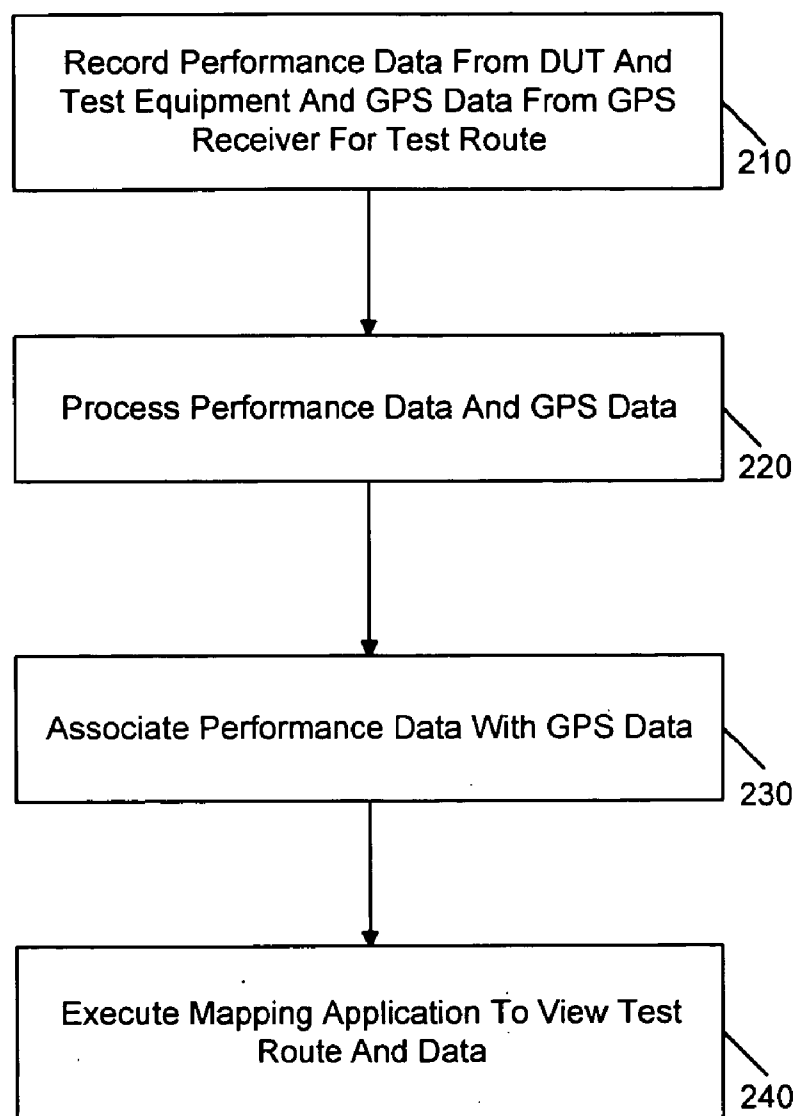 Record Performance Data From DUT And
Test Equipment And GPS Data From GPS
Receiver For Test Route
210
Process Performance Data And GPS Data
220
Associate Performance Data With GPS Data
230
Execute Mapping Application To View Test
Route And Data
240